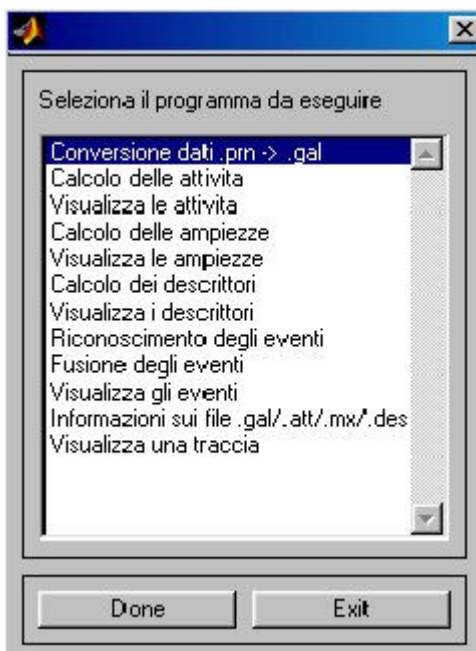 Seleziona il programma da eseguire
Conversione dati .prn -> .gal
Calcolo delle attivita
Visualizza le attivita
Calcolo delle ampiezze
Visualizza le ampiezze
Calcolo dei descrittori
Visualizza i descrittori
Riconoscimento degli eventi
Fusione degli eventi
Visualizza gli eventi
Informazioni sui file .gal/.att/.mx/.des
Visualizza una traccia
Done
Exit